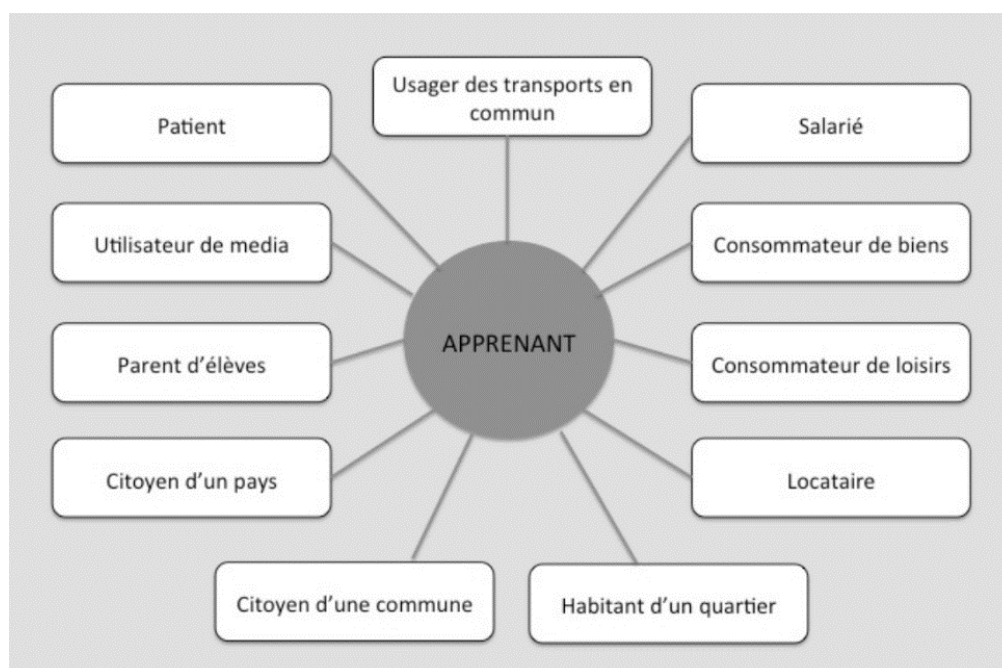 Usager des transports en
commun
Patient
Salarié
Utilisateur de media
Consommateur de biens
APPRENANT
Parent d'élèves
Consommateur de loisirs
Citoyen d'un pays
Locataire
Citoyen d'une commune
Habitant d'un quartier